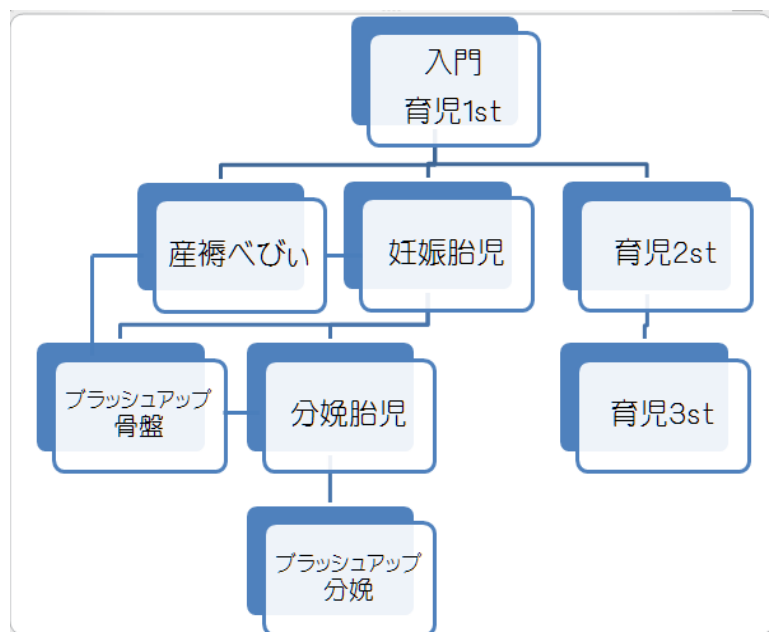 入門
育児1st
産褥べびぃ
妊娠胎児
育児2st
ブラッシュアップ
骨盤
分娩胎児
育児3st
ブラッシュアップ
分娩